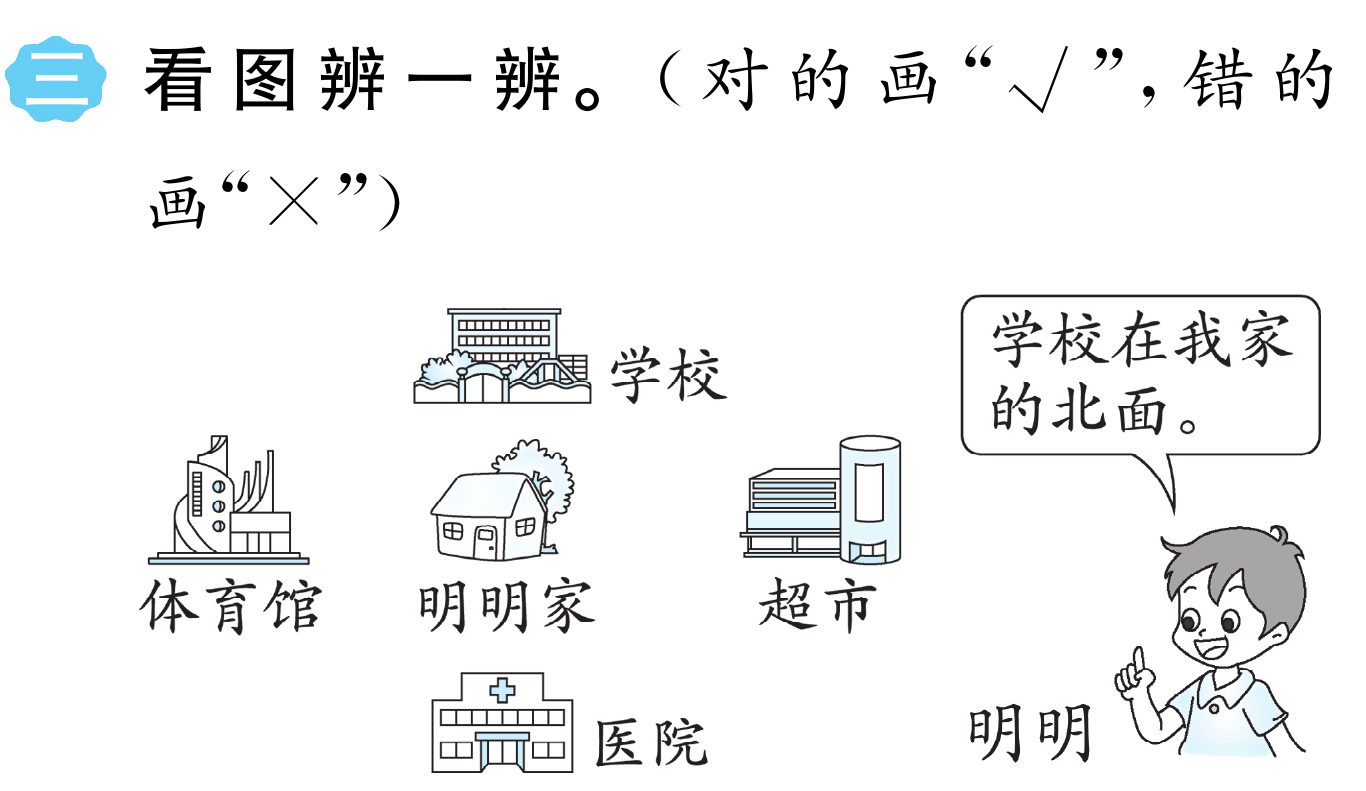 三 看图辨一辨。(对的画“√”,错的
画“×”)
学校在我家
的北面。
学校
体育馆 明明家 超市
医院
明明